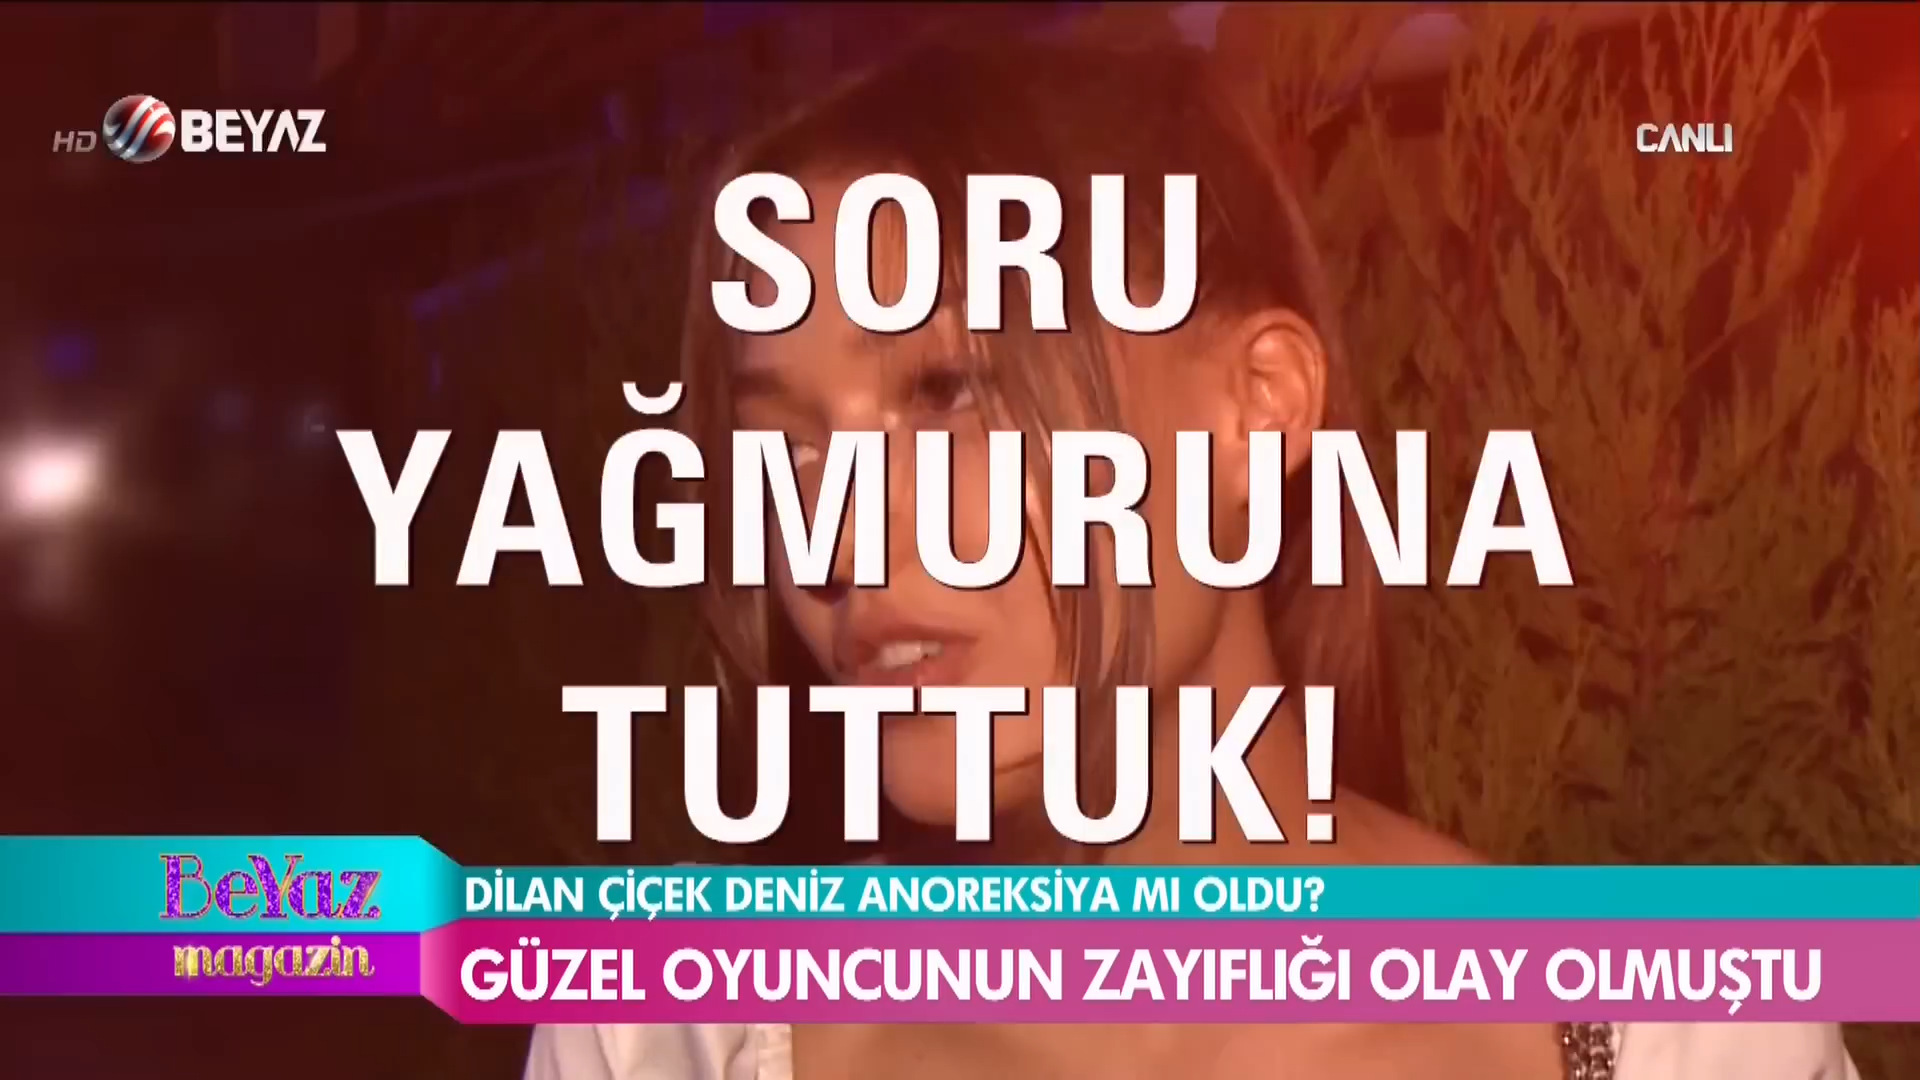 HD BEYAZ
CANLI
SORU
YAĞMURUNA
TUTTUK!
BeYaz
magazin
DİLAN ÇİÇEK DENİZ ANOREKSİYA MI OLDU?
GÜZEL OYUNCUNUN ZAYIFLIĞI OLAY OLMUŞTU